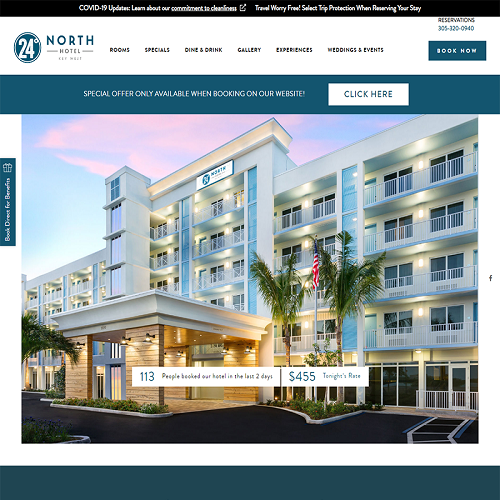 COVID-19 Updates: Learn about our commitment to cleanliness
Travel Worry Free! Select Trip Protection When Reserving Your Stay
RESERVATIONS
305-320-0940
24°
NORTH
HOTEL
KEY WEST
ROOMS
SPECIALS
DINE & DRINK
GALLERY
EXPERIENCES
WEDDINGS & EVENTS
BOOK NOW
SPECIAL OFFER ONLY AVAILABLE WHEN BOOKING ON OUR WEBSITE!
CLICK HERE
Book Direct for Benefits
NORTH
113 People booked our hotel in the last 2 days
$455 Tonight's Rate
f